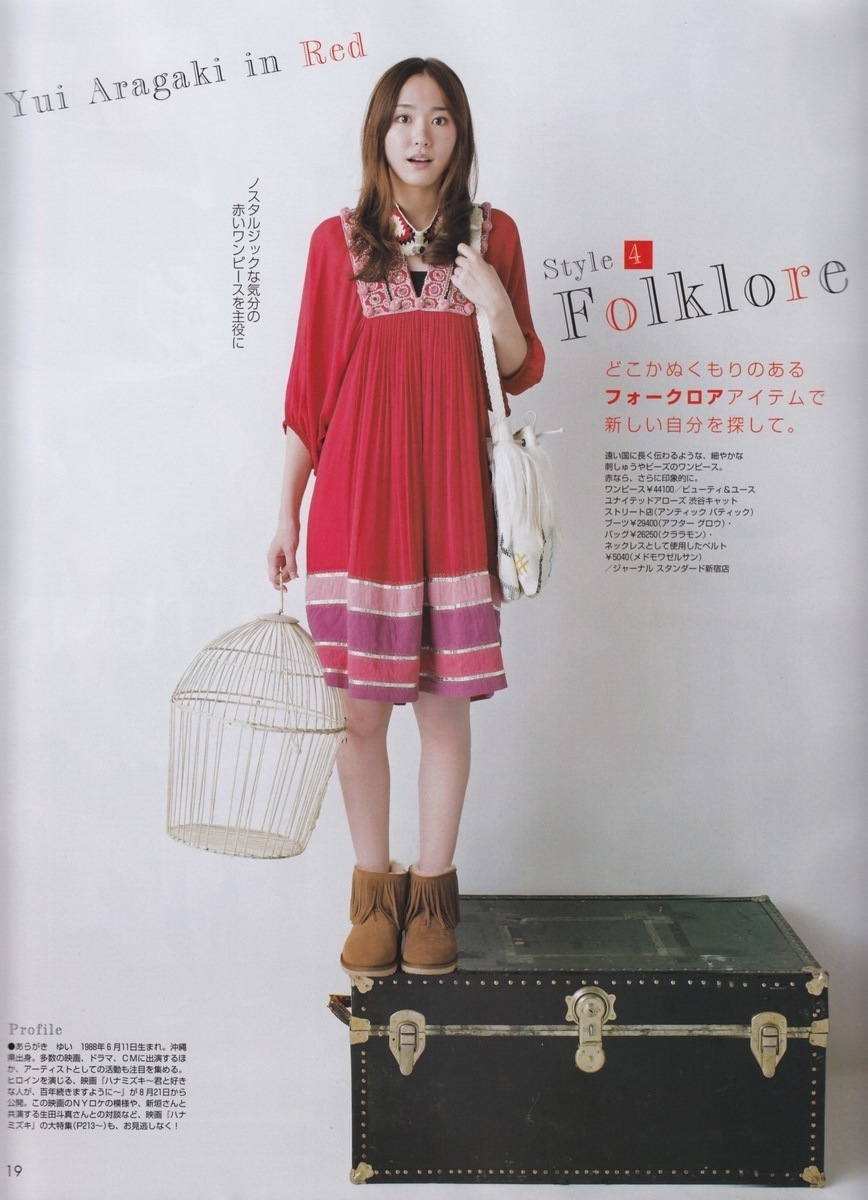 Yui Aragaki in Red
ノスタルジックな気分の
赤いワンピースを主役に
Style 4
Folklore
どこかぬくもりのある
フォークロアアイテムで
新しい自分を探して。
遠い国に長く伝わるような、細やかな
刺しゅうやビーズのワンピース。
赤なら、さらに印象的に。
ワンピース¥44100／ビューティ＆ユース
ユナイテッドアローズ 渋谷キャット
ストリート店(アンティック バティック)
ブーツ¥29400(アフター グロウ)・
バッグ¥26250(クララモン)・
ネックレスとして使用したベルト
¥5040(メドモワゼルサン)
／ジャーナル スタンダード新宿店
Profile
●あらがき ゆい 1988年6月11日生まれ。沖縄
県出身。多数の映画、ドラマ、CMに出演するほ
か、アーティストとしての活動も注目を集める。
ヒロインを演じる、映画『ハナミズキ～君と好き
な人が、百年続きますように～』が8月21日から
公開。この映画のNYロケの模様や、新垣さんと
共演する生田斗真さんとの対談など、映画『ハナ
ミズキ』の大特集(P213～)も、お見逃しなく！
19